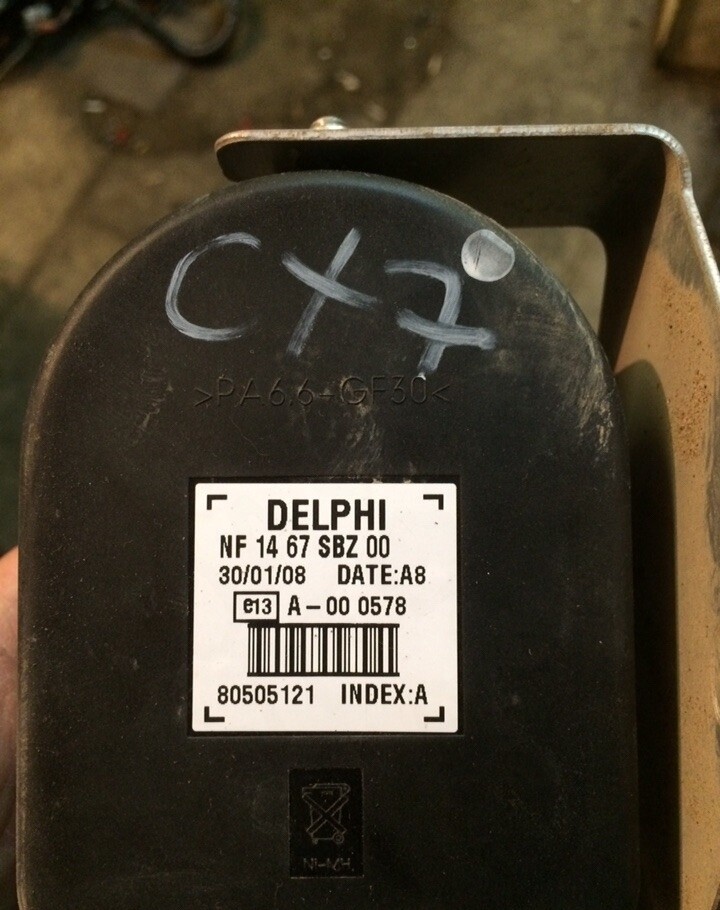 CX7
>PA6.6-GF30<
DELPHI
NF 14 67 SBZ 00
30/01/08 DATE:A8
e13 A-00 0578
80505121 INDEX:A
Ni-MH